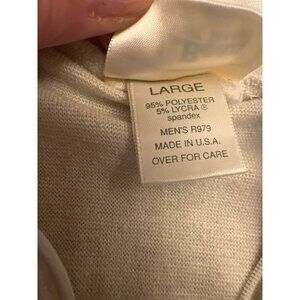 LARGE
95% POLYESTER
5% LYCRA ®
spandex
MEN'S R979
MADE IN U.S.A.
OVER FOR CARE